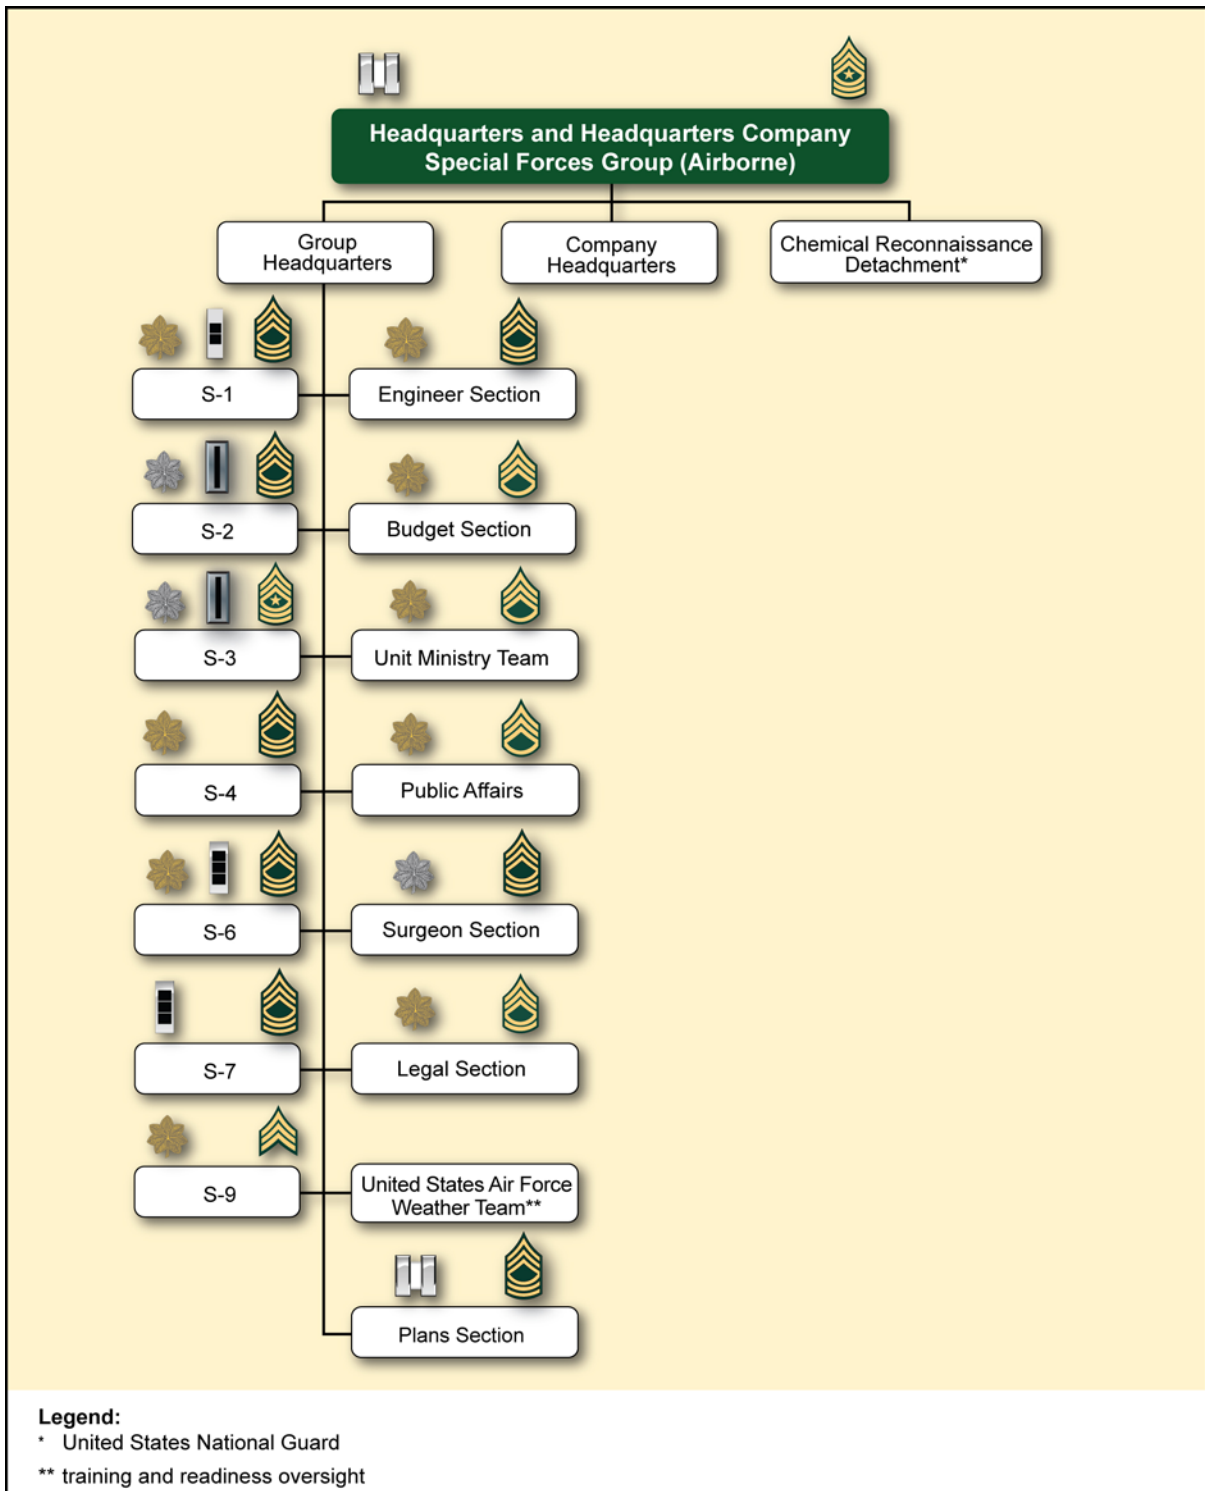 Headquarters and Headquarters Company
Special Forces Group (Airborne)
Group
Headquarters
Company
Headquarters
Chemical Reconnaissance
Detachment*
S-1
Engineer Section
S-2
Budget Section
S-3
Unit Ministry Team
S-4
Public Affairs
S-6
Surgeon Section
S-7
Legal Section
S-9
United States Air Force
Weather Team**
Plans Section
Legend:
* United States National Guard
** training and readiness oversight